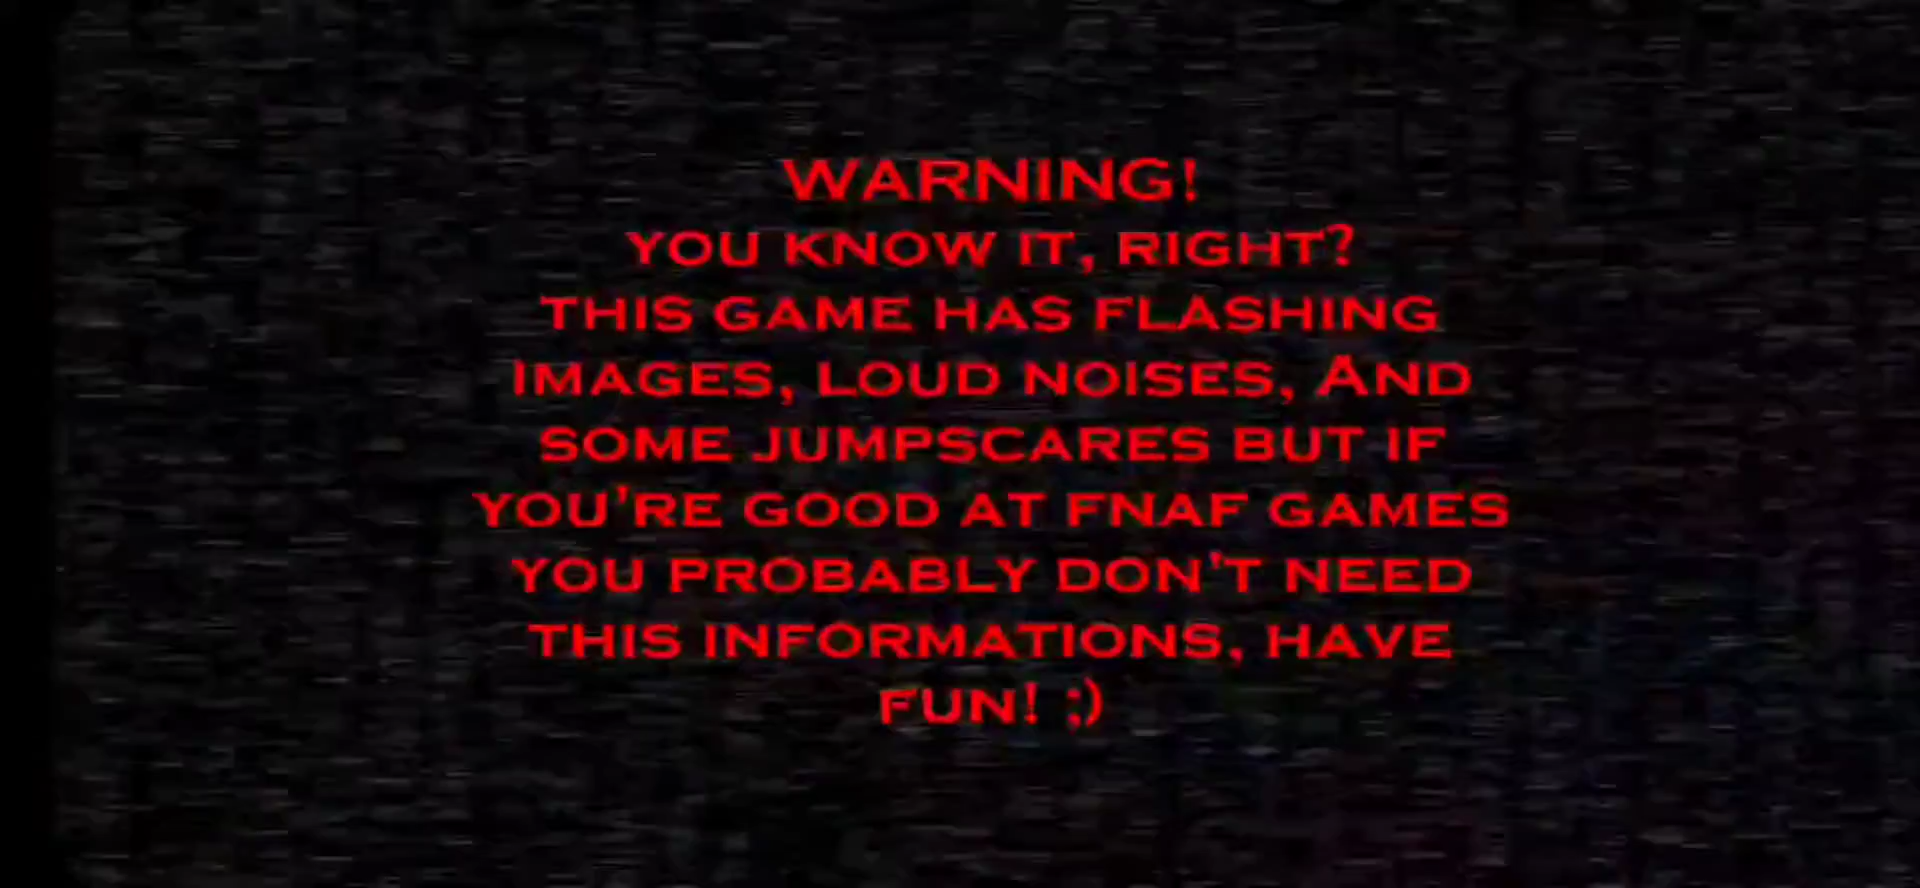 WARNING!
YOU KNOW IT, RIGHT?
THIS GAME HAS FLASHING
IMAGES, LOUD NOISES, AND
SOME JUMPSCARES BUT IF
YOU'RE GOOD AT FNAF GAMES
YOU PROBABLY DON'T NEED
THIS INFORMATIONS, HAVE
FUN! ;)